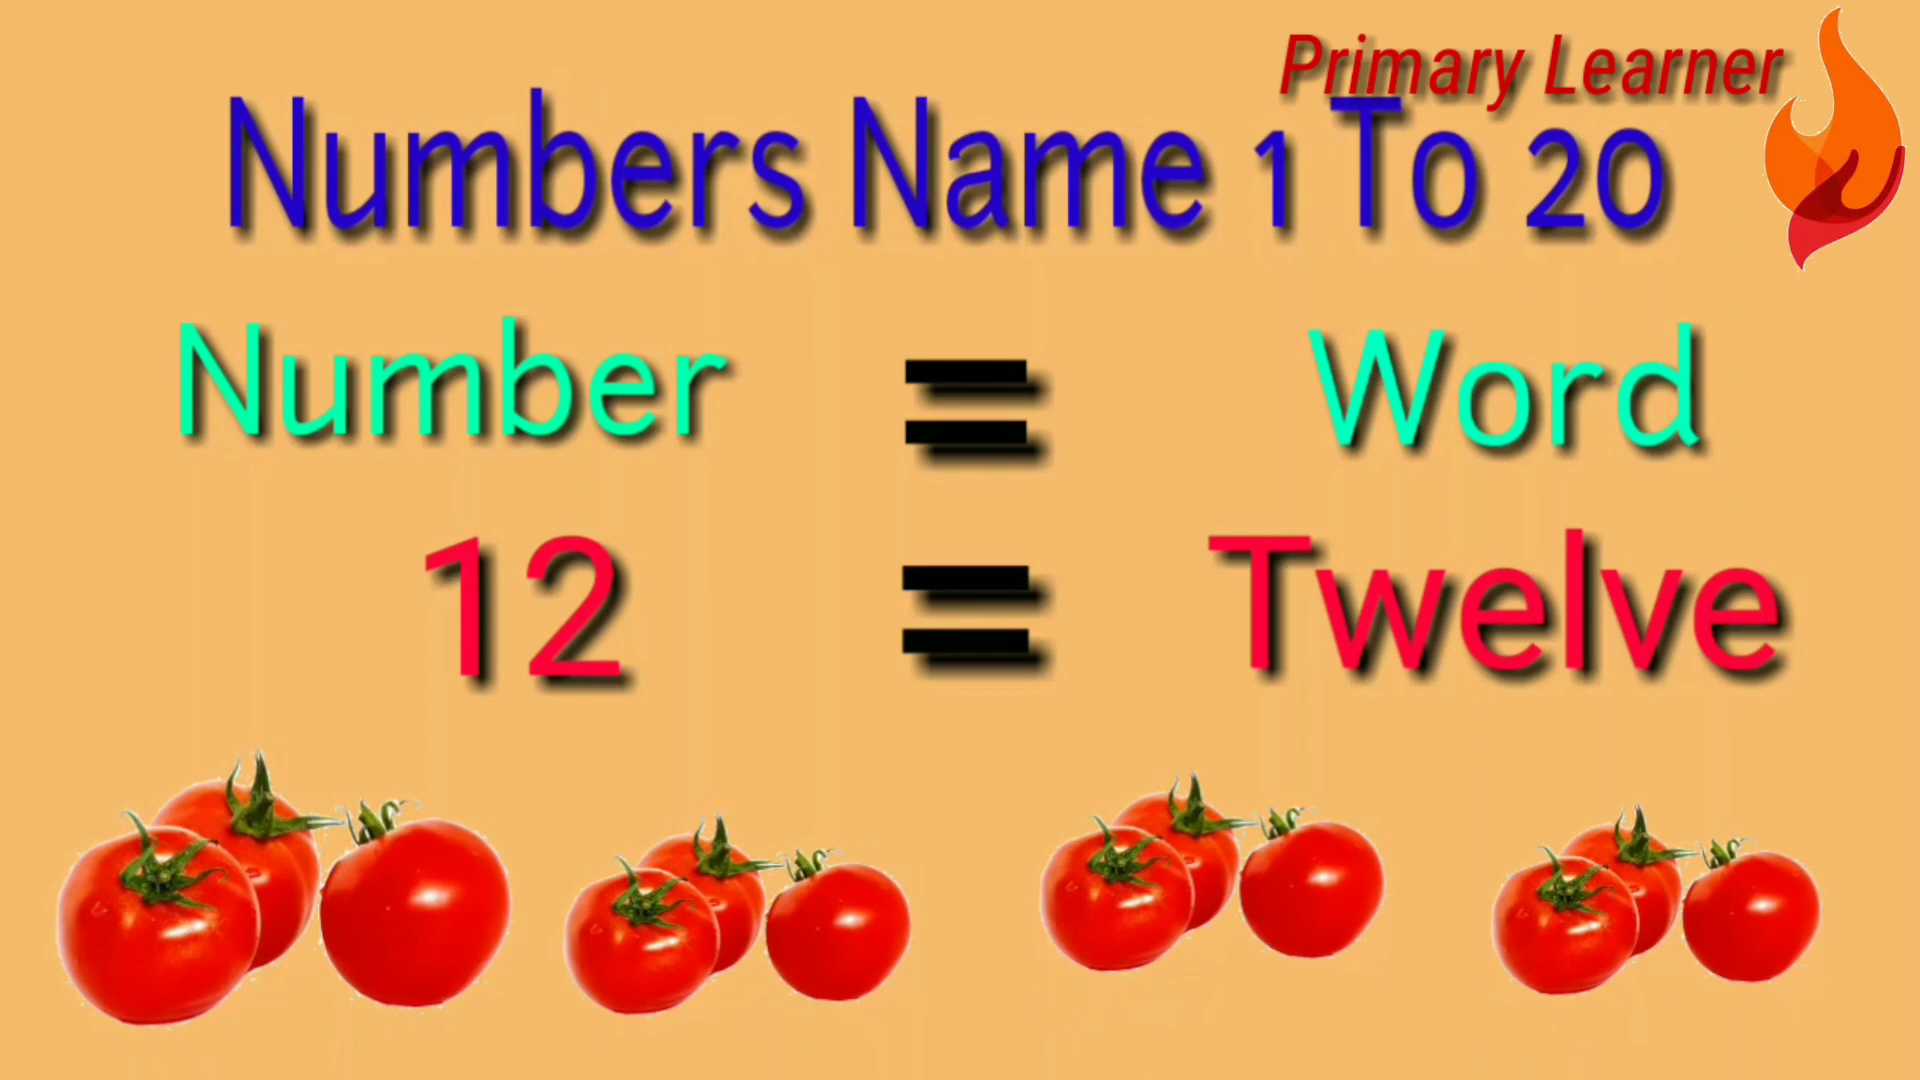 Primary Learner
Numbers Name 1 To 20
Number = Word
12 = Twelve